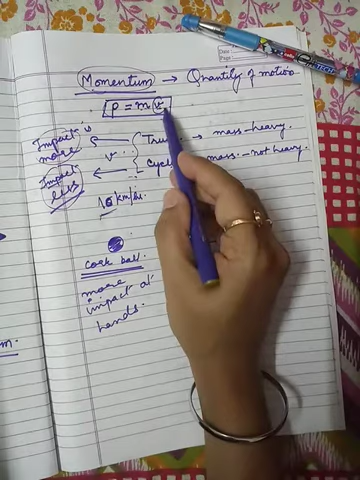 Momentum → Quantity of motion
P = m v
Impact is more ← Truck → mass - heavy.
v
Impact less ← Cycle mass - not heavy.
10 km/hr.
Cork ball.
more
impact at
hands.
m.